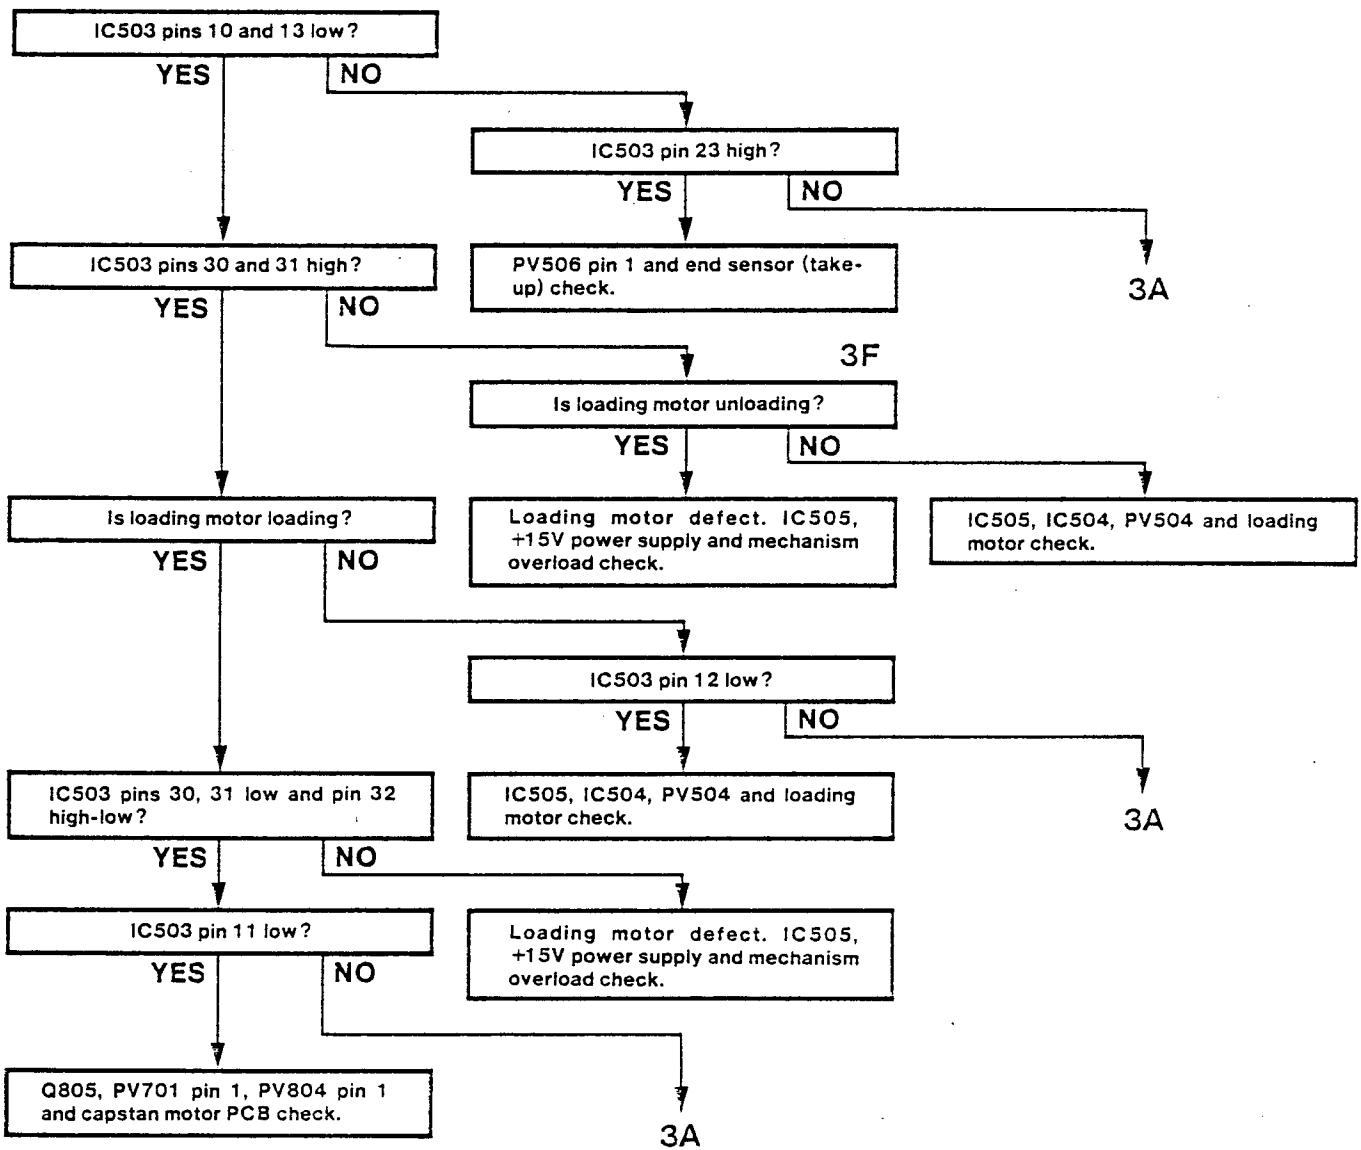 IC503 pins 10 and 13 low?
YES
NO
IC503 pin 23 high?
YES
NO
IC503 pins 30 and 31 high?
PV506 pin 1 and end sensor (take-
up) check.
3A
YES
NO
3F
Is loading motor unloading?
YES
NO
Is loading motor loading?
Loading motor defect. IC505,
+15V power supply and mechanism
overload check.
IC505, IC504, PV504 and loading
motor check.
YES
NO
IC503 pin 12 low?
YES
NO
IC503 pins 30, 31 low and pin 32
high-low?
IC505, IC504, PV504 and loading
motor check.
3A
YES
NO
IC503 pin 11 low?
Loading motor defect. IC505,
+15V power supply and mechanism
overload check.
YES
NO
Q805, PV701 pin 1, PV804 pin 1
and capstan motor PCB check.
3A